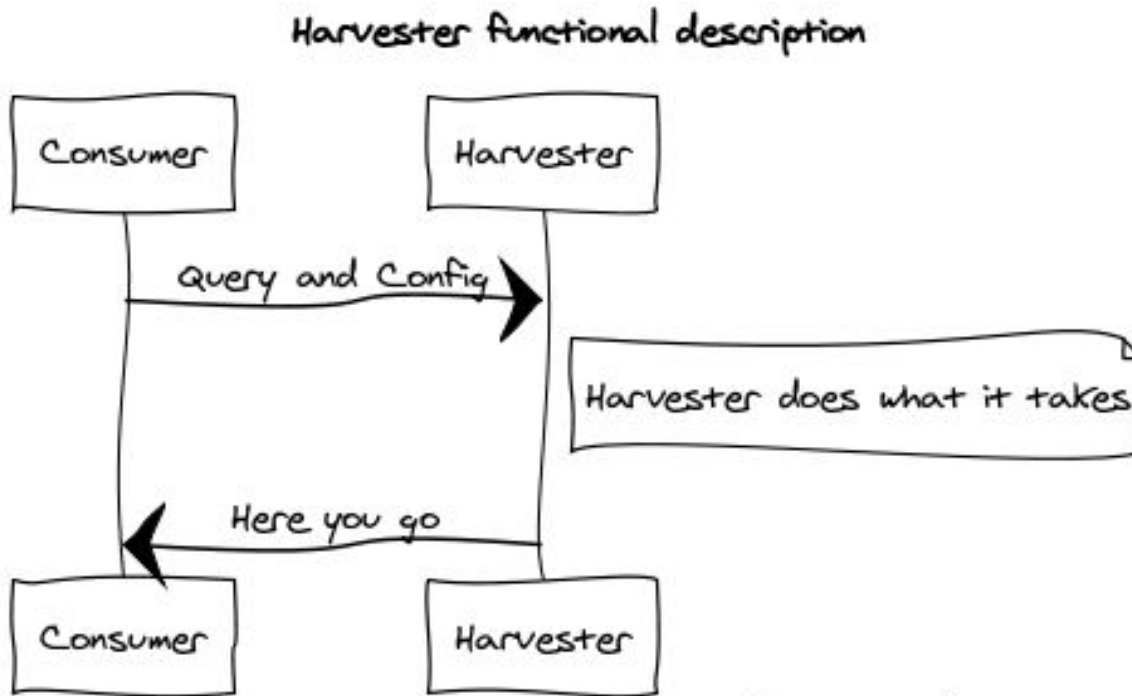 Harvester functional description
Consumer
Harvester
Query and Config
Harvester does what it takes
Here you go
Consumer
Harvester